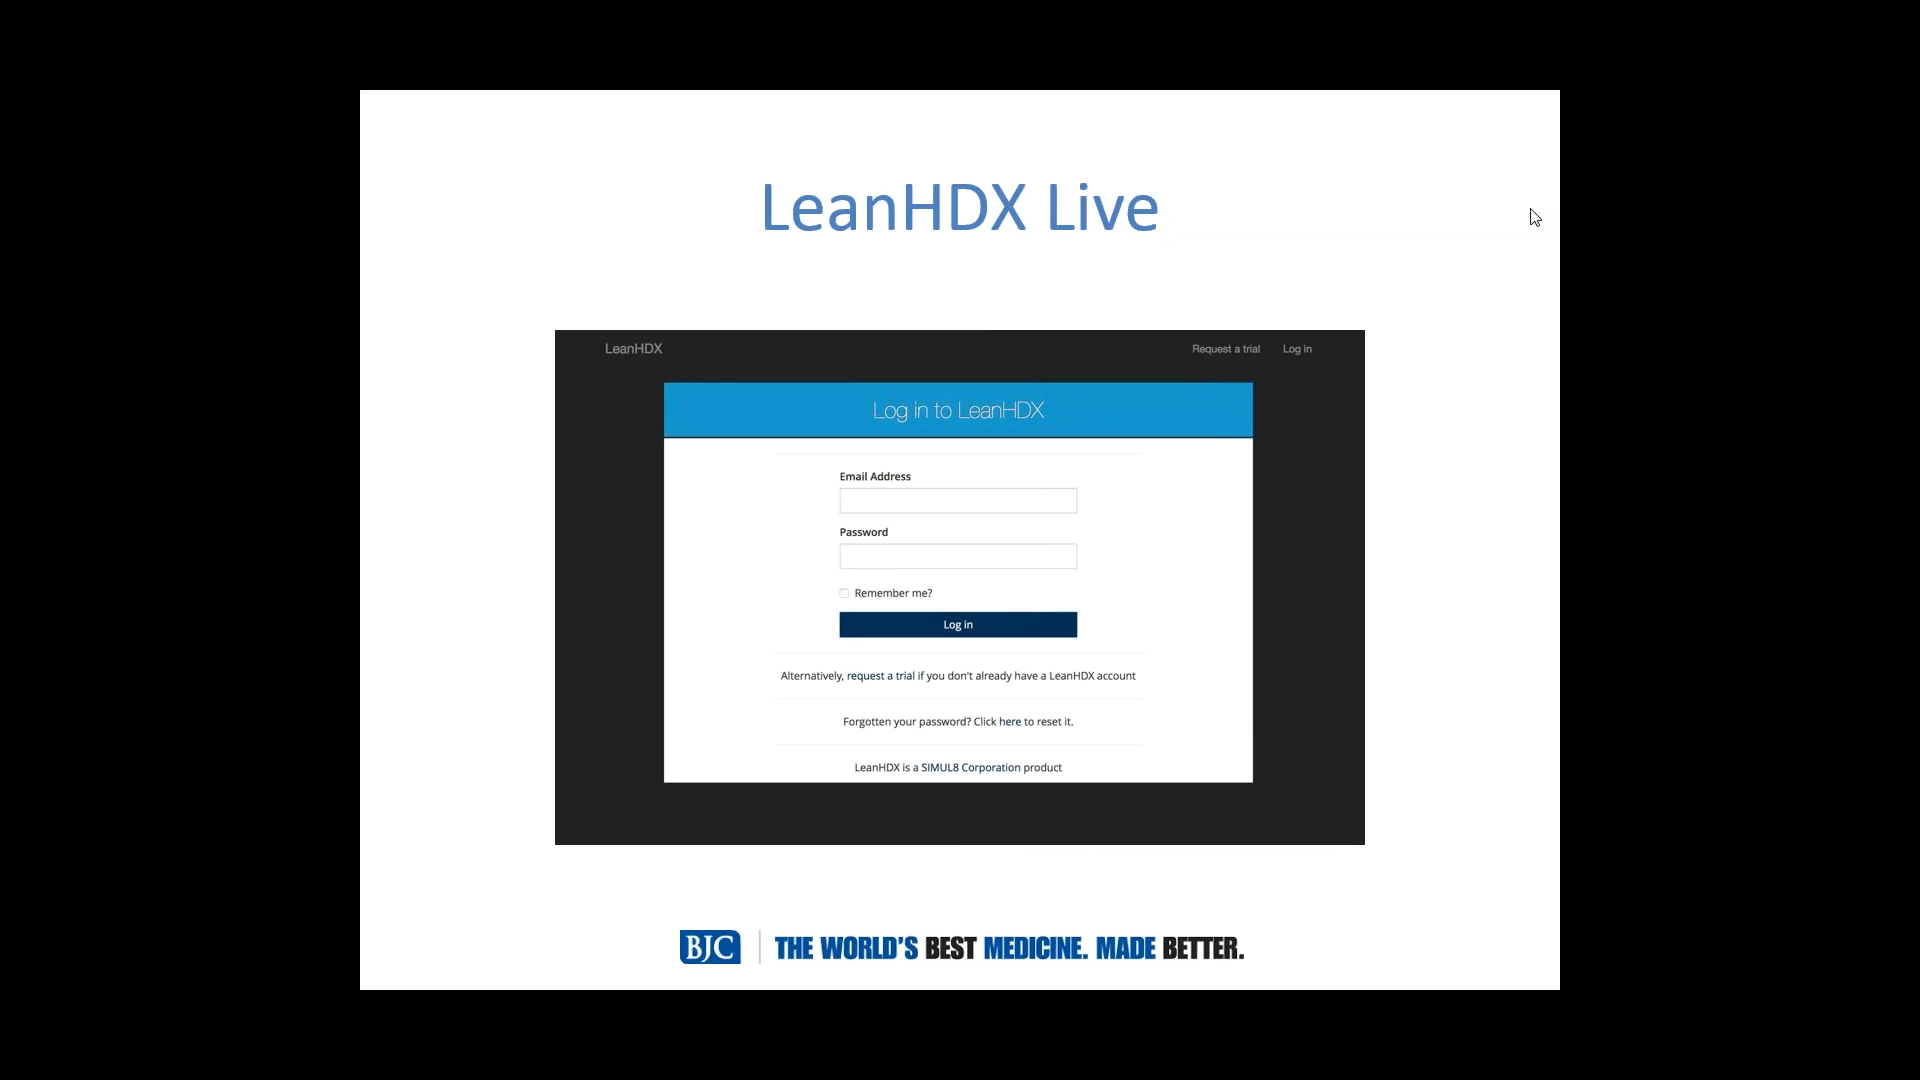 LeanHDX Live
LeanHDX Request a trial Log in
Log in to LeanHDX
Email Address
Password
Remember me?
Log in
Alternatively, request a trial if you don't already have a LeanHDX account
Forgotten your password? Click here to reset it.
LeanHDX is a SIMUL8 Corporation product
BJC THE WORLD'S BEST MEDICINE. MADE BETTER.